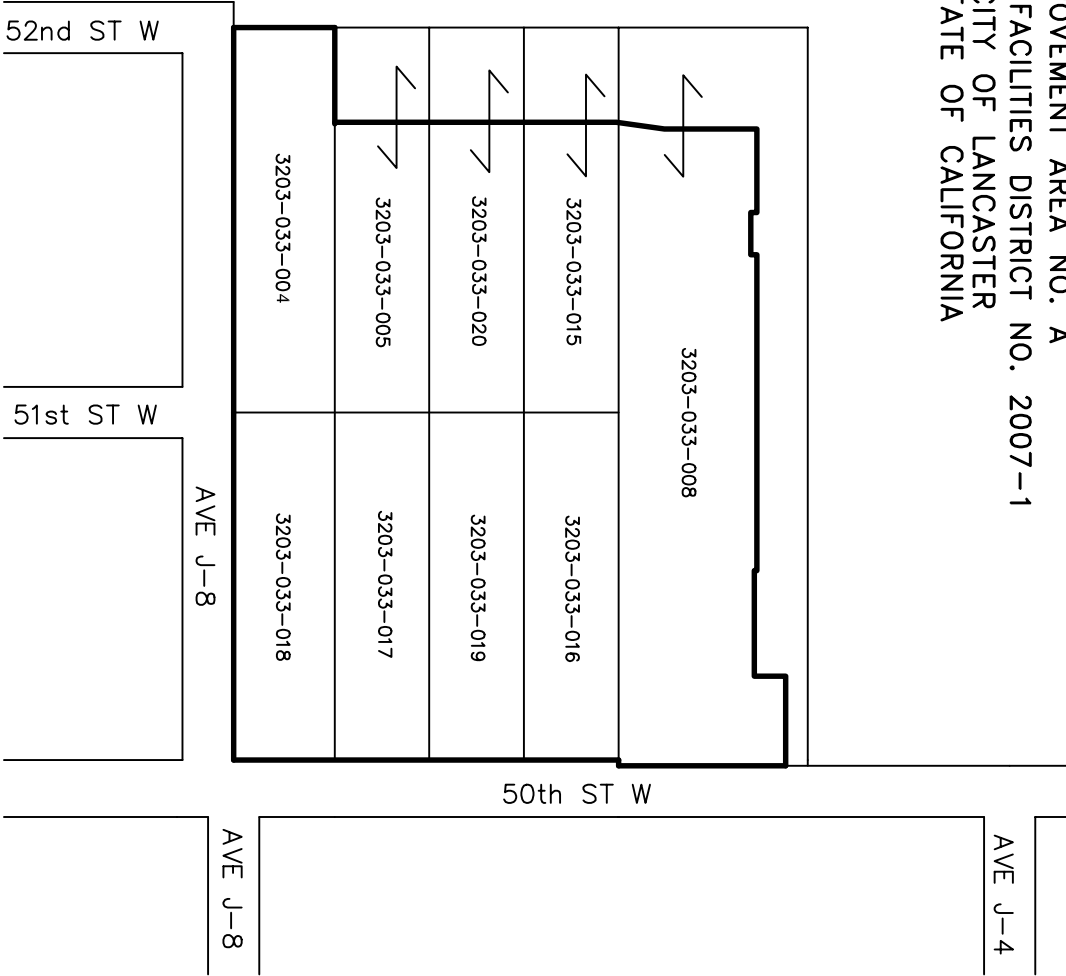 OVEMENT AREA NO. A
FACILITIES DISTRICT NO. 2007-1
CITY OF LANCASTER
TATE OF CALIFORNIA
52nd ST W
51st ST W
50th ST W
AVE J-8
AVE J-8
AVE J-4
3203-033-004
3203-033-005
3203-033-020
3203-033-015
3203-033-008
3203-033-018
3203-033-017
3203-033-019
3203-033-016